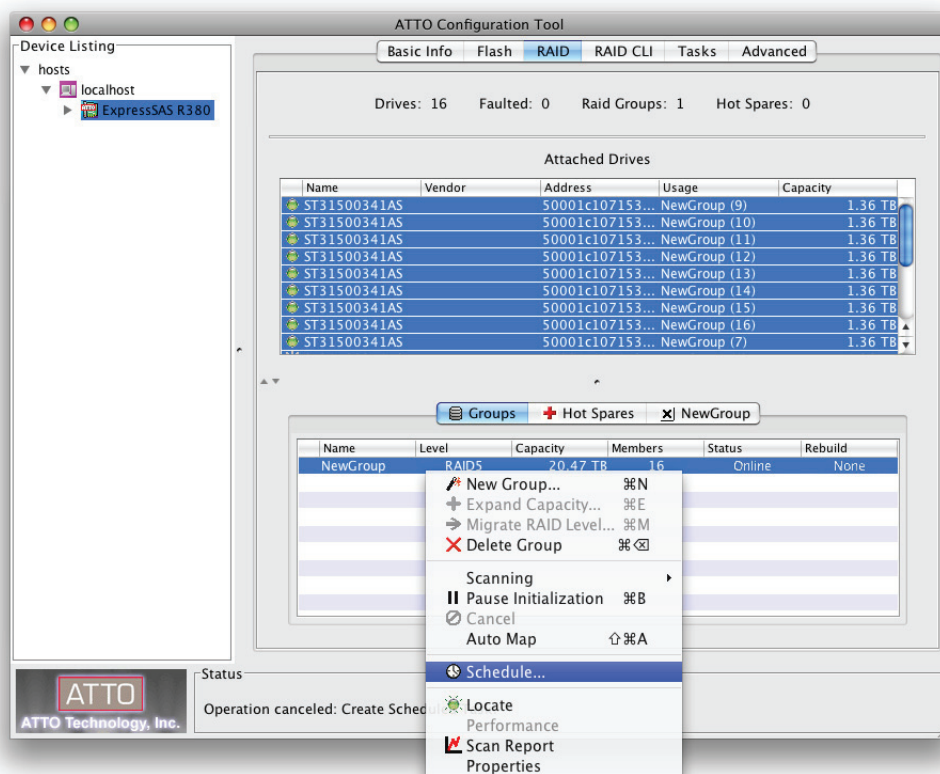 ATTO Configuration Tool
Device Listing
hosts
localhost
ExpressSAS R380
Basic Info Flash RAID RAID CLI Tasks Advanced
Drives: 16 Faulted: 0 Raid Groups: 1 Hot Spares: 0
Attached Drives
Name Vendor Address Usage Capacity
ST31500341AS 50001c107153... NewGroup (9) 1.36 TB
ST31500341AS 50001c107153... NewGroup (10) 1.36 TB
ST31500341AS 50001c107153... NewGroup (11) 1.36 TB
ST31500341AS 50001c107153... NewGroup (12) 1.36 TB
ST31500341AS 50001c107153... NewGroup (13) 1.36 TB
ST31500341AS 50001c107153... NewGroup (14) 1.36 TB
ST31500341AS 50001c107153... NewGroup (15) 1.36 TB
ST31500341AS 50001c107153... NewGroup (16) 1.36 TB
ST31500341AS 50001c107153... NewGroup (7) 1.36 TB
Groups Hot Spares NewGroup
Name Level Capacity Members Status Rebuild
NewGroup RAID5 20.47 TB 16 Online None
New Group... ⌘N
Expand Capacity... ⌘E
Migrate RAID Level... ⌘M
Delete Group ⌘⌫
Scanning
Pause Initialization ⌘B
Cancel
Auto Map ⇧⌘A
Schedule...
Locate
Performance
Scan Report
Properties
Status
Operation canceled: Create Sched
ATTO
ATTO Technology, Inc.